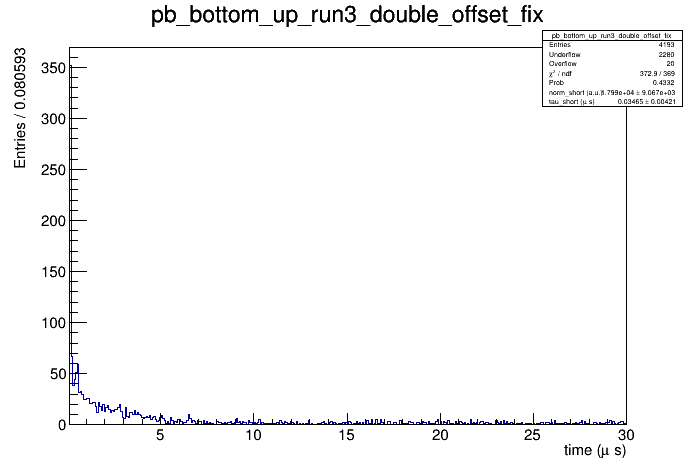 pb_bottom_up_run3_double_offset_fix
pb_bottom_up_run3_double_offset_fix
Entries 4193
Underflow 2280
Overflow 20
χ² / ndf 372.9 / 369
Prob 0.4332
norm_short (a.u.) 1.799e+04 ± 9.067e+03
tau_short (μ s) 0.03465 ± 0.00421
Entries / 0.080593
350
300
250
200
150
100
50
0
5 10 15 20 25 30
time (μ s)